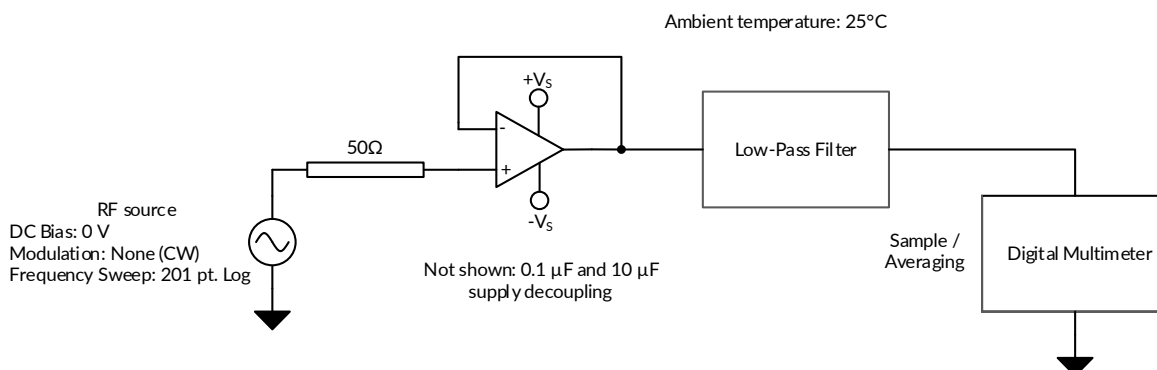 Ambient temperature: 25°C
+VS
50Ω
-
+
-VS
Low-Pass Filter
RF source
DC Bias: 0 V
Modulation: None (CW)
Frequency Sweep: 201 pt. Log
Not shown: 0.1 µF and 10 µF
supply decoupling
Sample /
Averaging
Digital Multimeter